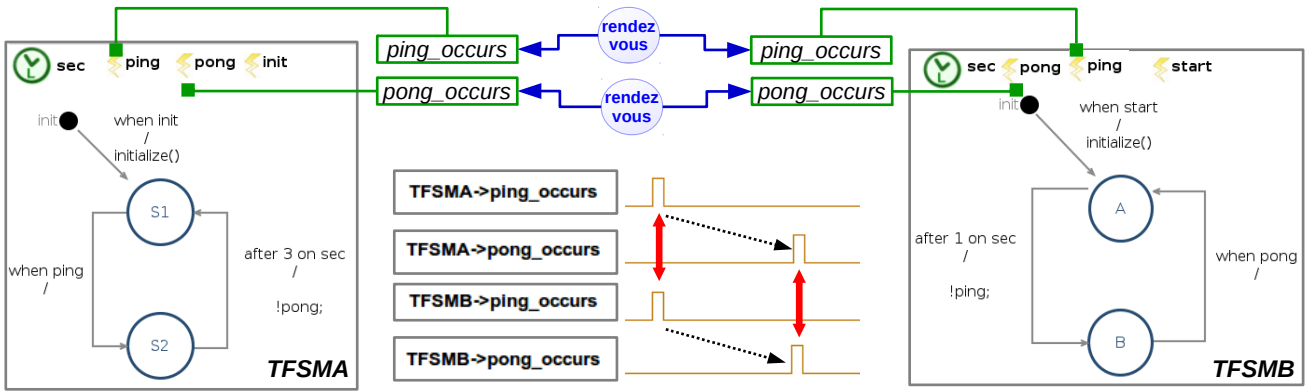 rendez
vous
ping_occurs
ping_occurs
rendez
vous
pong_occurs
pong_occurs
L
sec
ping
pong
init
init
when init
/
initialize()
S1
when ping
/
after 3 on sec
/
!pong;
S2
TFSMA
TFSMA->ping_occurs
TFSMA->pong_occurs
TFSMB->ping_occurs
TFSMB->pong_occurs
L
sec
pong
ping
start
init
when start
/
initialize()
A
after 1 on sec
/
!ping;
when pong
/
B
TFSMB